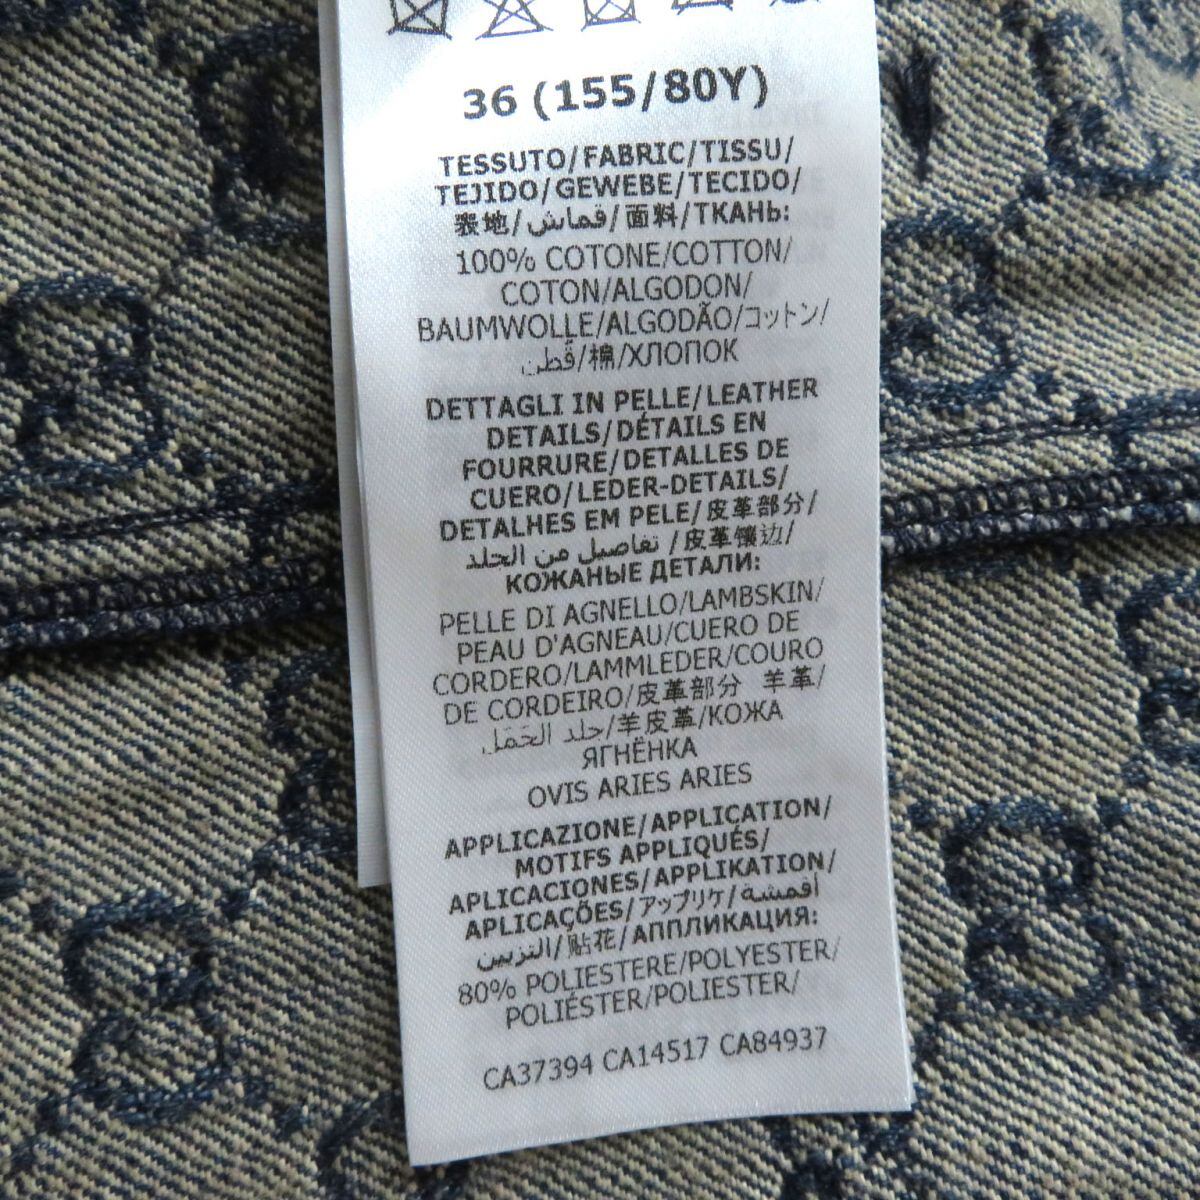 36 (155/80Y)
TESSUTO/FABRIC/TISSU/
TEJIDO/GEWEBE/TECIDO/
表地/قماش/面料/ТКАНЬ:
100% COTONE/COTTON/
COTON/ALGODON/
BAUMWOLLE/ALGODÃO/コットン/
قُطن/棉/ХЛОПОК
DETTAGLI IN PELLE/LEATHER
DETAILS/DÉTAILS EN
FOURRURE/DETALLES DE
CUERO/LEDER-DETAILS/
DETALHES EM PELE/皮革部分/
تفاصيل من الجلد/皮革镶边/
КОЖАНЫЕ ДЕТАЛИ:
PELLE DI AGNELLO/LAMBSKIN/
PEAU D'AGNEAU/CUERO DE
CORDERO/LAMMLEDER/COURO
DE CORDEIRO/皮革部分 羊革/
جلد الحَمَل/羊皮革/КОЖА
ЯГНЁНКА
OVIS ARIES ARIES
APPLICAZIONE/APPLICATION/
MOTIFS APPLIQUÉS/
APLICACIONES/APPLIKATION/
APLICAÇÕES/アップリケ/أقمشة
التزيين/贴花/АППЛИКАЦИЯ:
80% POLIESTERE/POLYESTER/
POLIÉSTER/POLIESTER/
CA37394 CA14517 CA84937